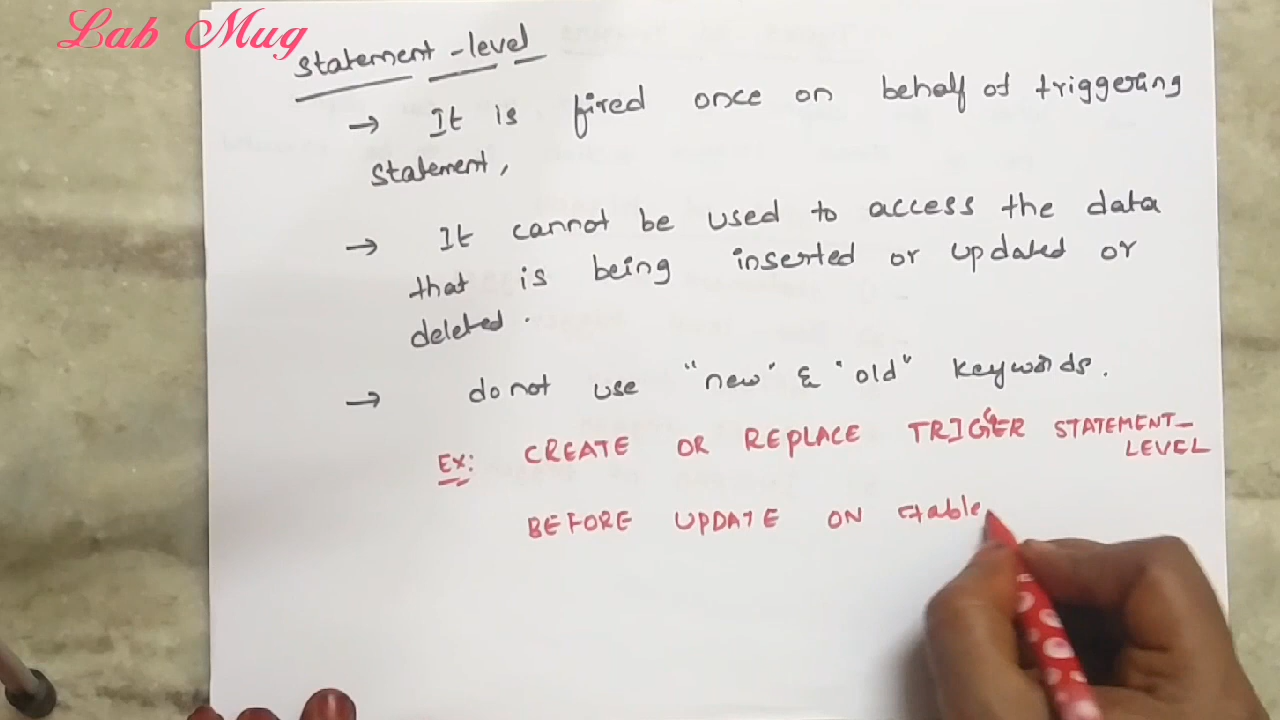 Lab Mug
Statement-level
→ It is fired once on behalf of triggering
statement,
→ It cannot be used to access the data
that is being inserted or updated or
deleted.
→ do not use "new" & "old" keywords.
Ex: CREATE OR REPLACE TRIGGER STATEMENT_
LEVEL
BEFORE UPDATE ON <table